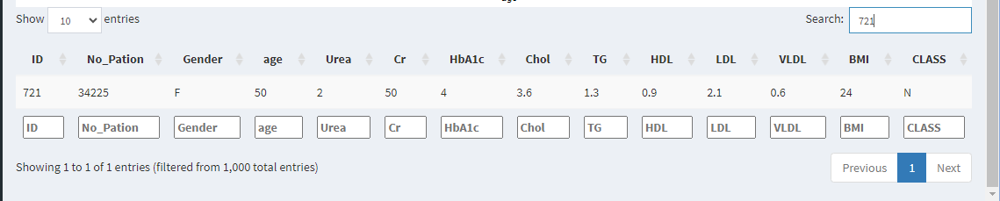 Show 10 entries Search: 721
ID No_Pation Gender age Urea Cr HbA1c Chol TG HDL LDL VLDL BMI CLASS
721 34225 F 50 2 50 4 3.6 1.3 0.9 2.1 0.6 24 N
ID No_Pation Gender age Urea Cr HbA1c Chol TG HDL LDL VLDL BMI CLASS
Showing 1 to 1 of 1 entries (filtered from 1,000 total entries) Previous 1 Next